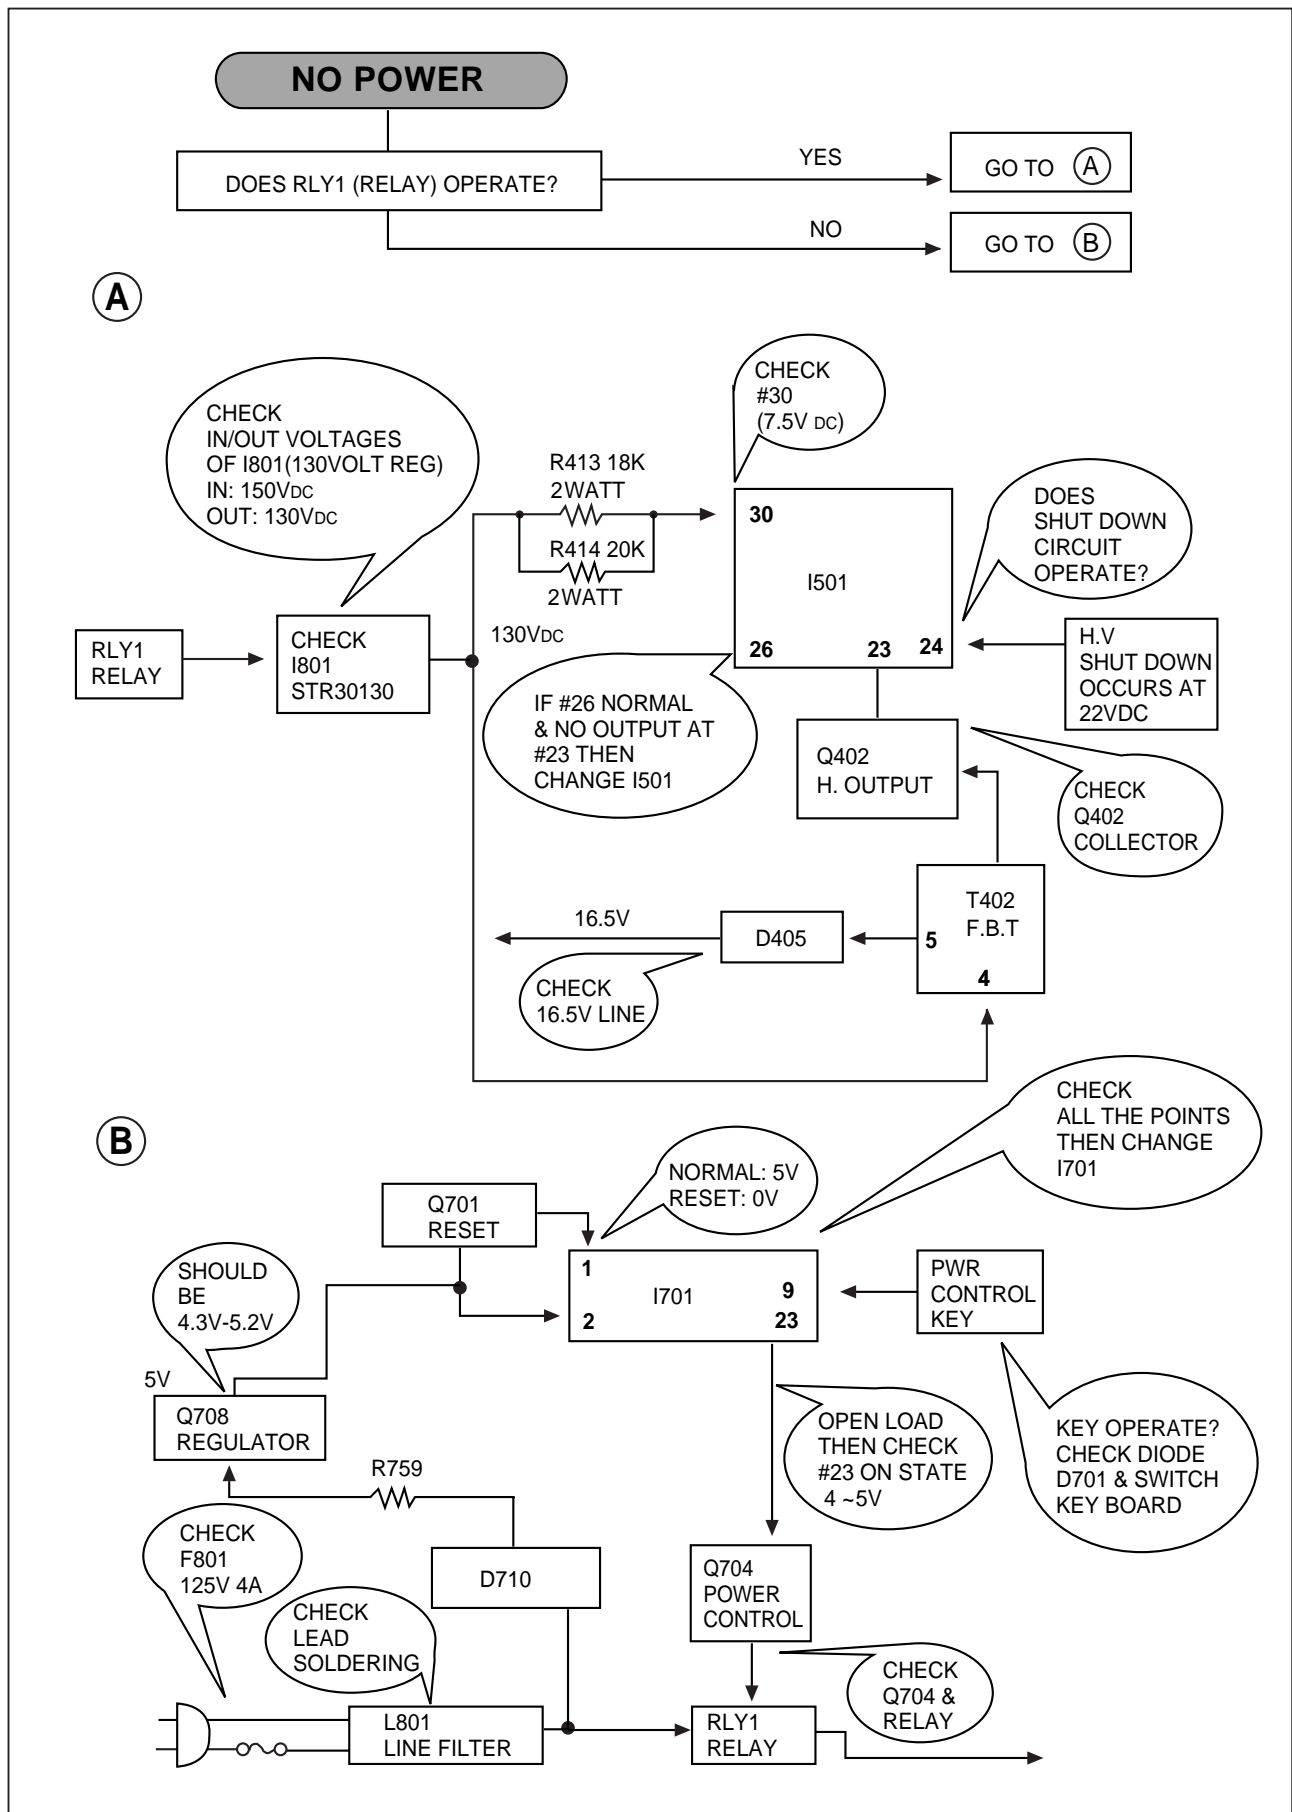 NO POWER
DOES RLY1 (RELAY) OPERATE?
YES
GO TO A
NO
GO TO B
A
CHECK
IN/OUT VOLTAGES
OF I801(130VOLT REG)
IN: 150VDC
OUT: 130VDC
CHECK
#30
(7.5V DC)
R413 18K
2WATT
R414 20K
2WATT
30
I501
26
23
24
DOES
SHUT DOWN
CIRCUIT
OPERATE?
RLY1
RELAY
CHECK
I801
STR30130
130VDC
H.V
SHUT DOWN
OCCURS AT
22VDC
IF #26 NORMAL
& NO OUTPUT AT
#23 THEN
CHANGE I501
Q402
H. OUTPUT
CHECK
Q402
COLLECTOR
T402
F.B.T
5
4
16.5V
D405
CHECK
16.5V LINE
B
CHECK
ALL THE POINTS
THEN CHANGE
I701
NORMAL: 5V
RESET: 0V
Q701
RESET
1
I701
9
2
23
PWR
CONTROL
KEY
SHOULD
BE
4.3V-5.2V
5V
Q708
REGULATOR
R759
OPEN LOAD
THEN CHECK
#23 ON STATE
4 ~5V
KEY OPERATE?
CHECK DIODE
D701 & SWITCH
KEY BOARD
CHECK
F801
125V 4A
D710
Q704
POWER
CONTROL
CHECK
LEAD
SOLDERING
CHECK
Q704 &
RELAY
L801
LINE FILTER
RLY1
RELAY